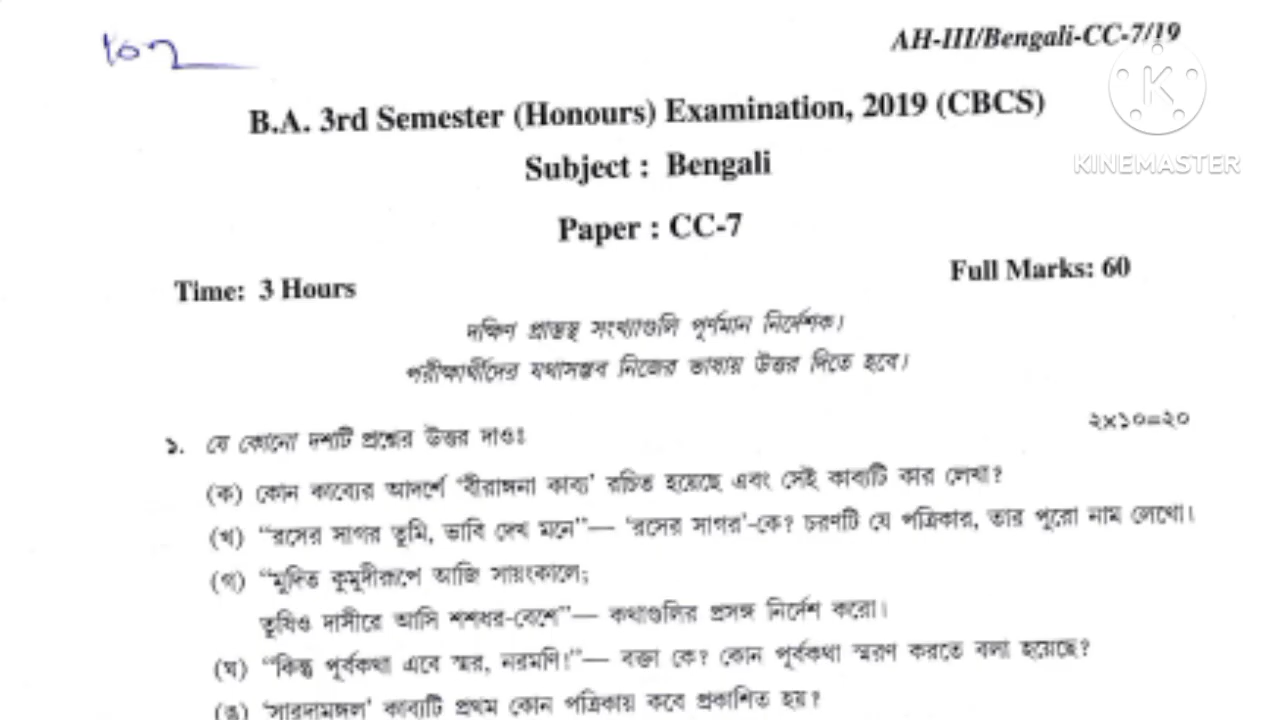 ১০৭
AH-III/Bengali-CC-7/19
B.A. 3rd Semester (Honours) Examination, 2019 (CBCS)
KINEMASTER
Subject : Bengali
Paper : CC-7
Time: 3 Hours
Full Marks: 60
দক্ষিণ প্রান্তস্থ সংখ্যাগুলি পূর্ণমান নির্দেশক।
পরীক্ষার্থীদের যথাসম্ভব নিজের ভাষায় উত্তর দিতে হবে।
১. যে কোনো দশটি প্রশ্নের উত্তর দাওঃ ২×১০=২০
(ক) কোন কাব্যের আদর্শে ‘বীরাঙ্গনা কাব্য’ রচিত হয়েছে এবং সেই কাব্যটি কার লেখা?
(খ) “রসের সাগর তুমি, ভাবি দেখ মনে”— ‘রসের সাগর’-কে? চরণটি যে পত্রিকার, তার পুরো নাম লেখো।
(গ) “মুদিত কুমুদীরূপে আজি সায়ংকালে;
তুষিও দাসীরে আসি শশধর-বেশে”— কথাগুলির প্রসঙ্গ নির্দেশ করো।
(ঘ) “কিন্তু পূর্বকথা এবে স্মর, নরমণি!”— বক্তা কে? কোন পূর্বকথা স্মরণ করতে বলা হয়েছে?
(ঙ) ‘সারদামঙ্গল’ কাব্যটি প্রথম কোন পত্রিকায় কবে প্রকাশিত হয়?